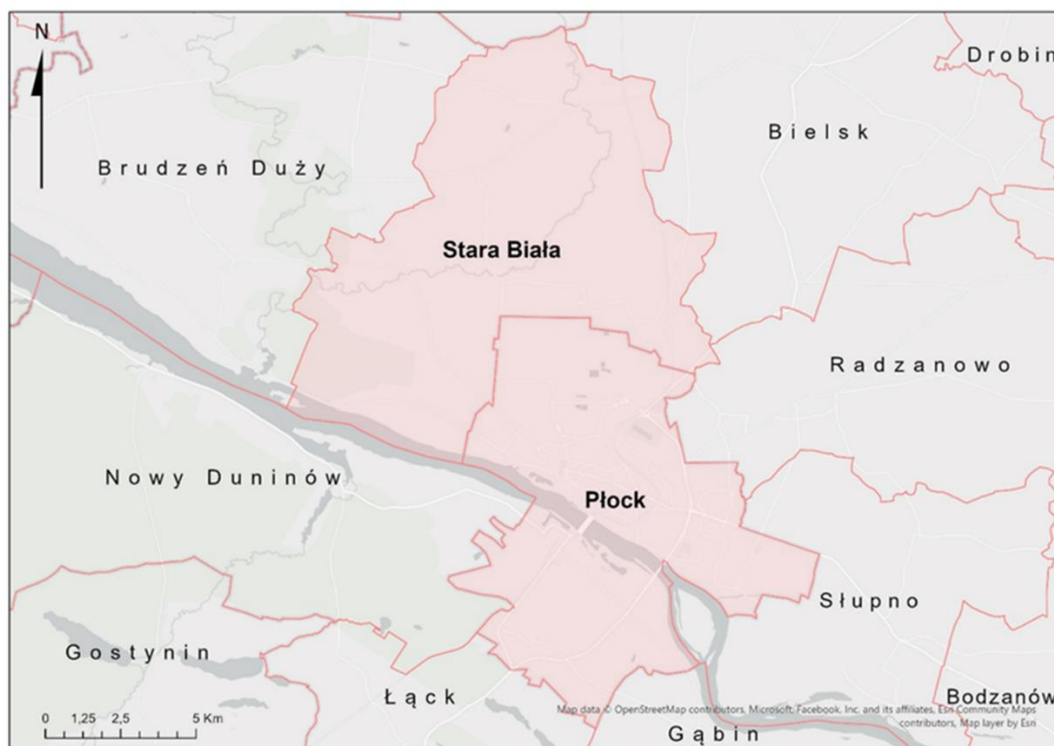 N
Drobin
Bielsk
Brudzeń Duży
Stara Biała
Radzanowo
Nowy Duninów
Płock
Słupno
Gostynin
Łąck
Bodzanów
0 1,25 2,5 5 Km
Map data © OpenStreetMap contributors, Microsoft, Facebook, Inc. and its affiliates, Esri Community Maps
contributors, Map layer by Esri
Gąbin